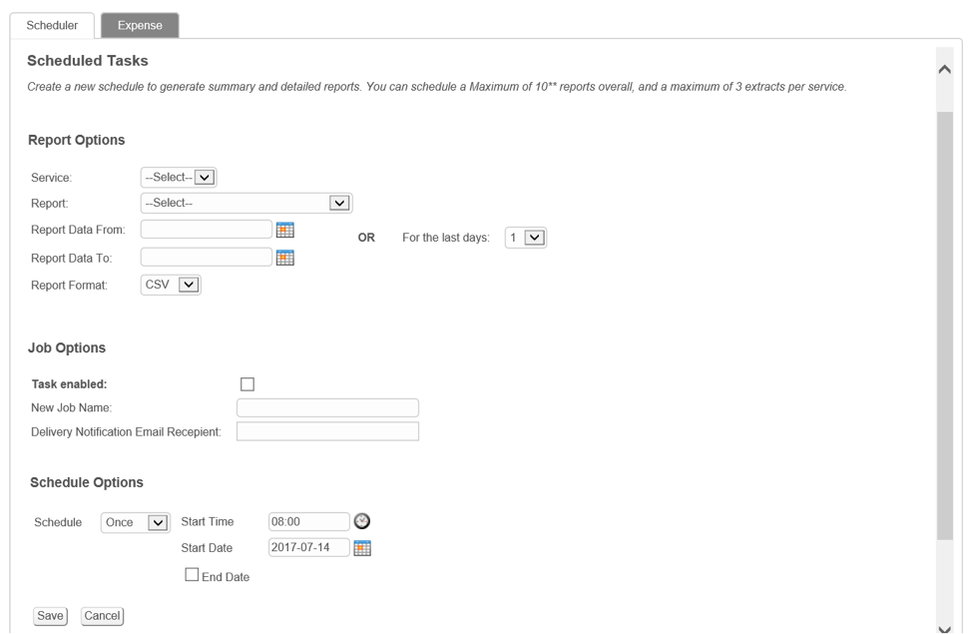 Scheduler
Expense
Scheduled Tasks
Create a new schedule to generate summary and detailed reports. You can schedule a Maximum of 10** reports overall, and a maximum of 3 extracts per service.
Report Options
Service: --Select--
Report: --Select--
Report Data From:
OR For the last days: 1
Report Data To:
Report Format: CSV
Job Options
Task enabled:
New Job Name:
Delivery Notification Email Recepient:
Schedule Options
Schedule Once Start Time 08:00
Start Date 2017-07-14
End Date
Save Cancel